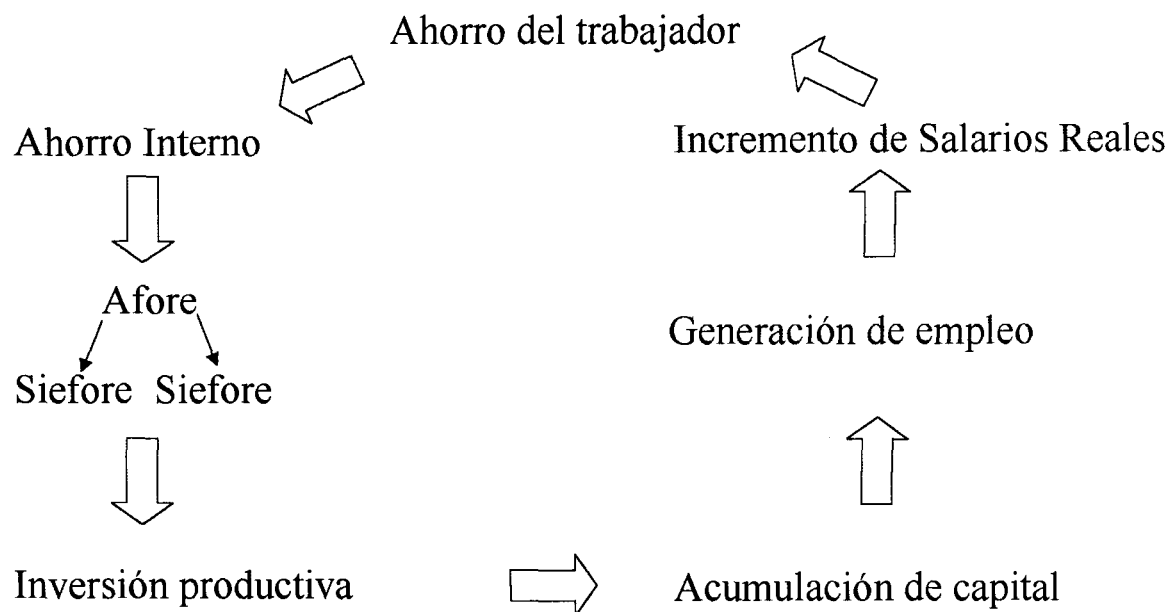 Ahorro del trabajador
Ahorro Interno
Incremento de Salarios Reales
Afore
Generación de empleo
Siefore Siefore
Inversión productiva
Acumulación de capital